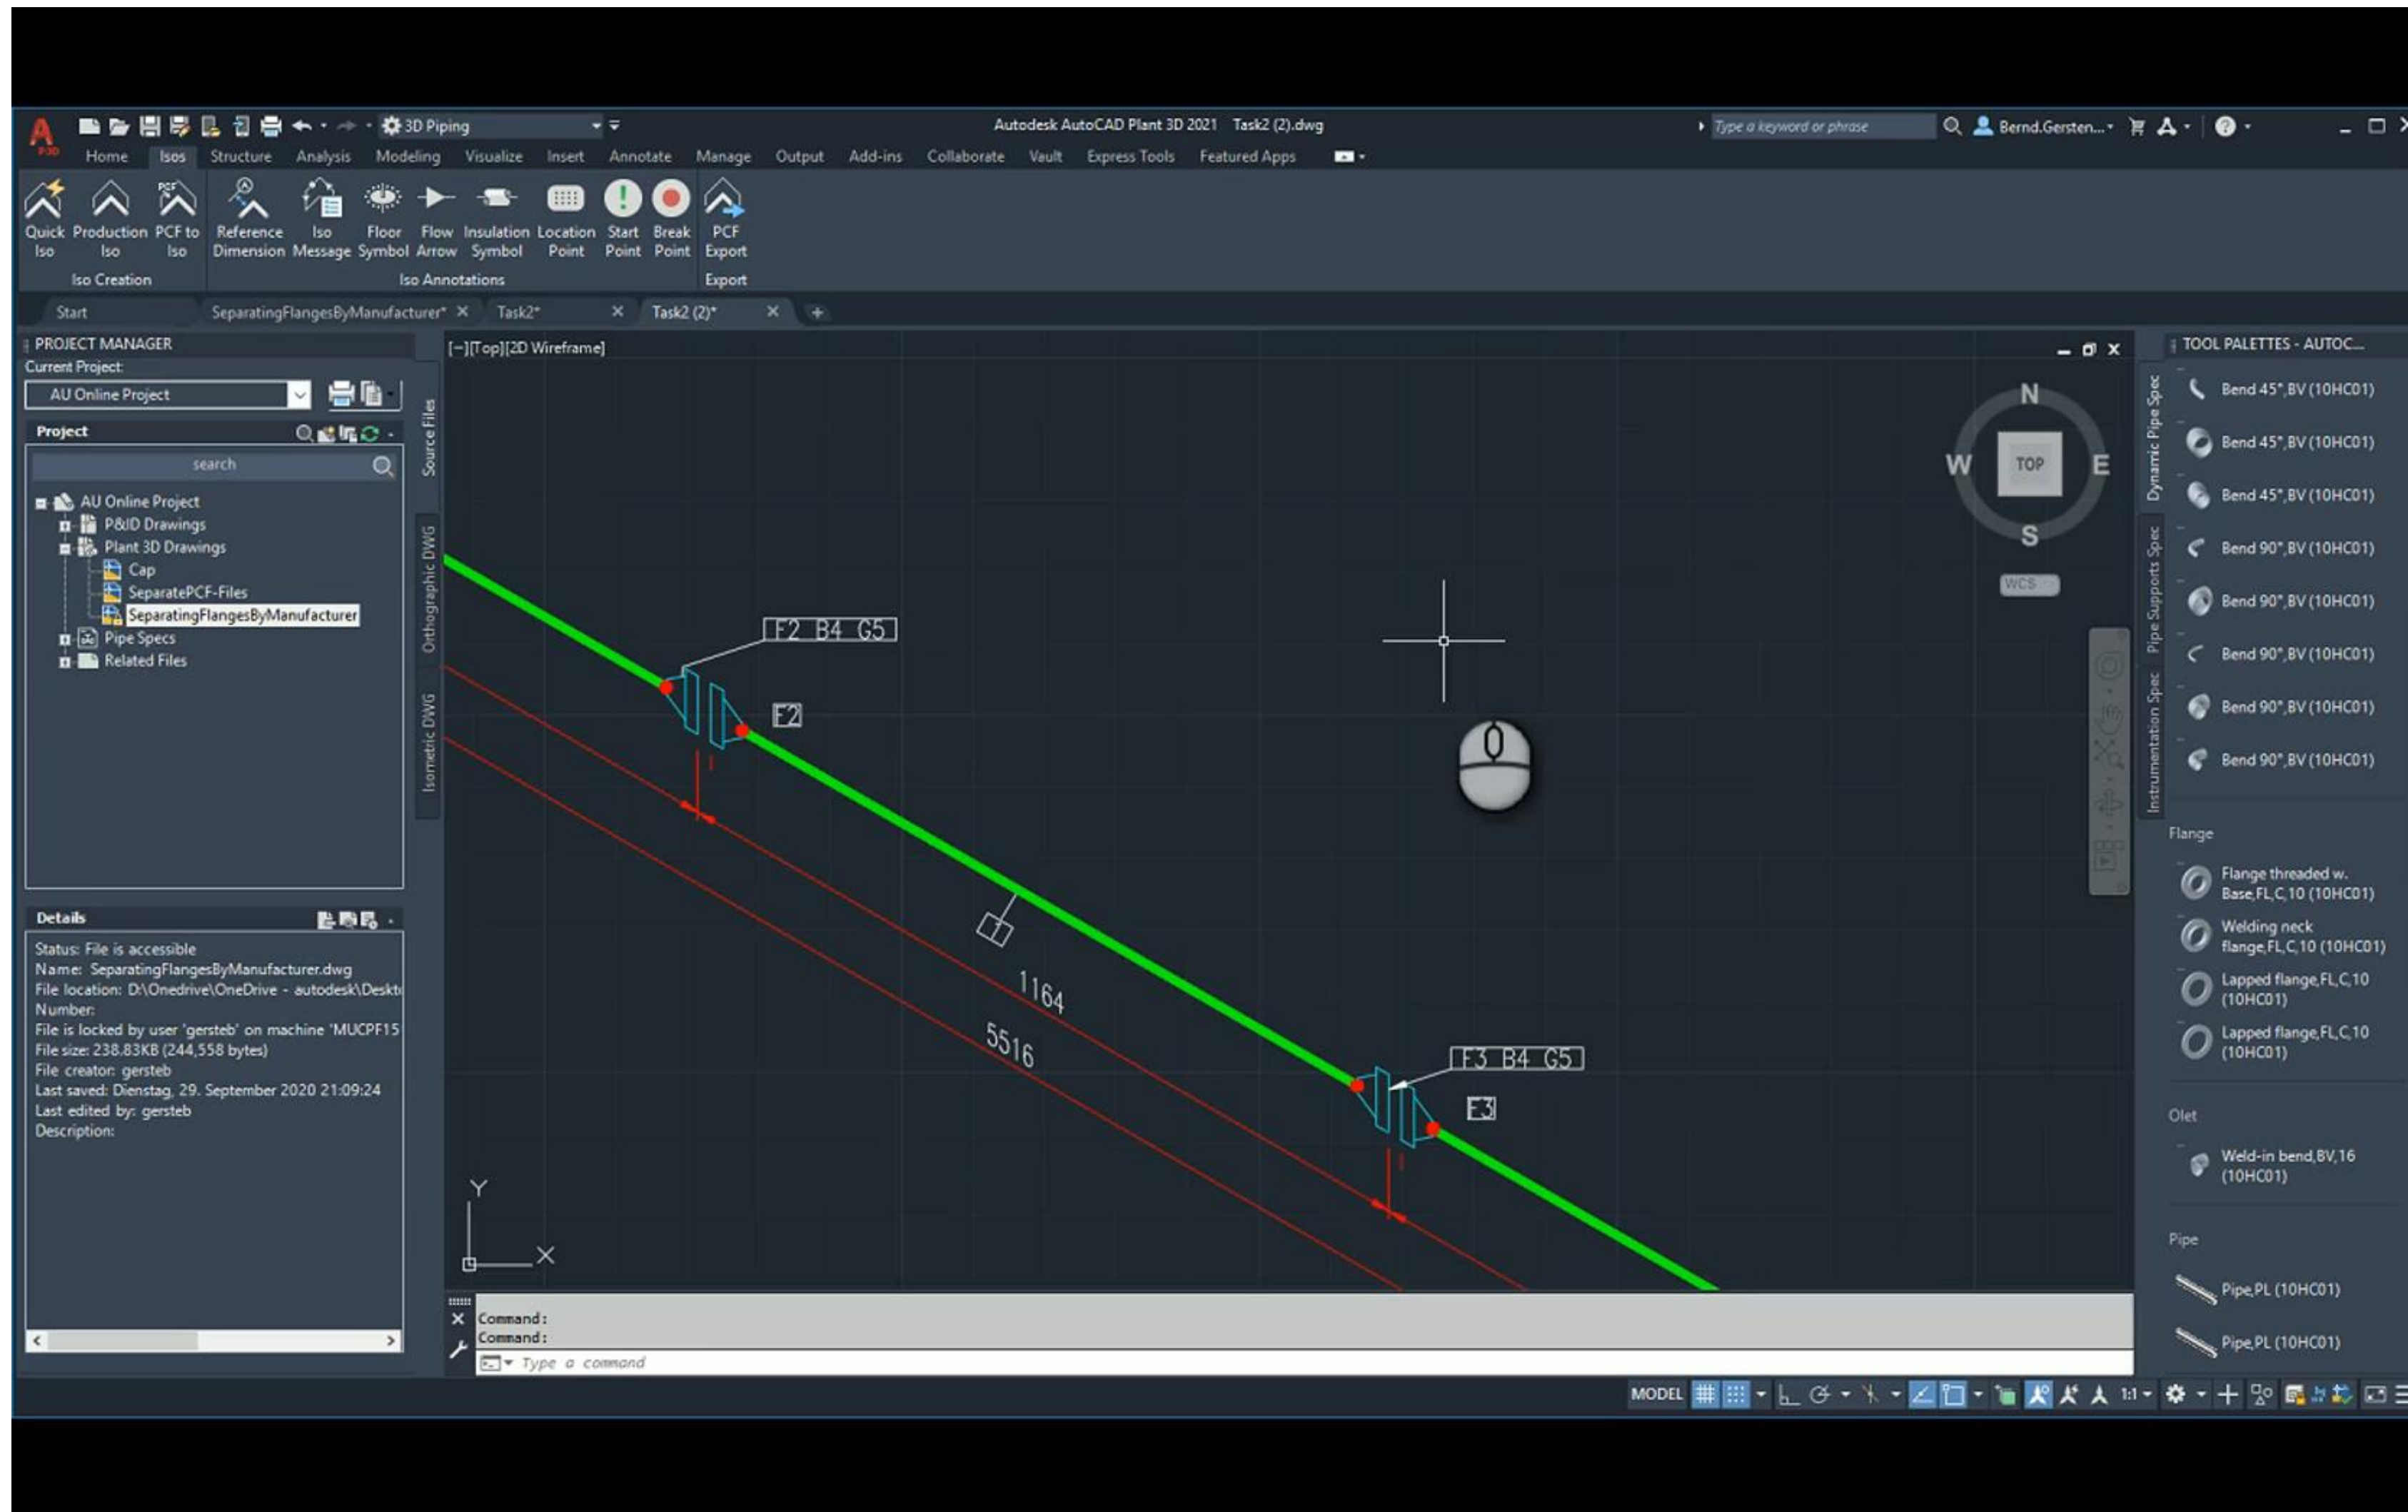 3D Piping
Autodesk AutoCAD Plant 3D 2021 Task2 (2).dwg
Type a keyword or phrase
Bernd.Gersten...
P3D
Home Isos Structure Analysis Modeling Visualize Insert Annotate Manage Output Add-ins Collaborate Vault Express Tools Featured Apps
PCF
Quick Iso
Production Iso
PCF to Iso
Reference Dimension
Iso Message
Floor Symbol
Flow Arrow
Insulation Symbol
Location Point
Start Point
Break Point
PCF Export
Iso Creation
Iso Annotations
Export
Start
SeparatingFlangesByManufacturer*
Task2*
Task2 (2)*
PROJECT MANAGER
Current Project:
AU Online Project
Project
search
AU Online Project
P&ID Drawings
Plant 3D Drawings
Cap
SeparatePCF-Files
SeparatingFlangesByManufacturer
Pipe Specs
Related Files
Source Files
Orthographic DWG
Isometric DWG
Details
Status: File is accessible
Name: SeparatingFlangesByManufacturer.dwg
File location: D:\Onedrive\OneDrive - autodesk\Deskt
Number:
File is locked by user 'gersteb' on machine 'MUCPF15
File size: 238.83KB (244,558 bytes)
File creator: gersteb
Last saved: Dienstag, 29. September 2020 21:09:24
Last edited by: gersteb
Description:
[-][Top][2D Wireframe]
N
W TOP E
S
WCS
F2 B4 G5
F2
1
1164
5516
F3 B4 G5
F3
Y
X
Command:
Command:
Type a command
TOOL PALETTES - AUTOC...
Dynamic Pipe Spec
Pipe Supports Spec
Instrumentation Spec
Bend 45°,BV (10HC01)
Bend 45°,BV (10HC01)
Bend 45°,BV (10HC01)
Bend 90°,BV (10HC01)
Bend 90°,BV (10HC01)
Bend 90°,BV (10HC01)
Bend 90°,BV (10HC01)
Bend 90°,BV (10HC01)
Flange
Flange threaded w.
Base,FL,C,10 (10HC01)
Welding neck
flange,FL,C,10 (10HC01)
Lapped flange,FL,C,10
(10HC01)
Lapped flange,FL,C,10
(10HC01)
Olet
Weld-in bend,BV,16
(10HC01)
Pipe
Pipe,PL (10HC01)
Pipe,PL (10HC01)
MODEL
1:1